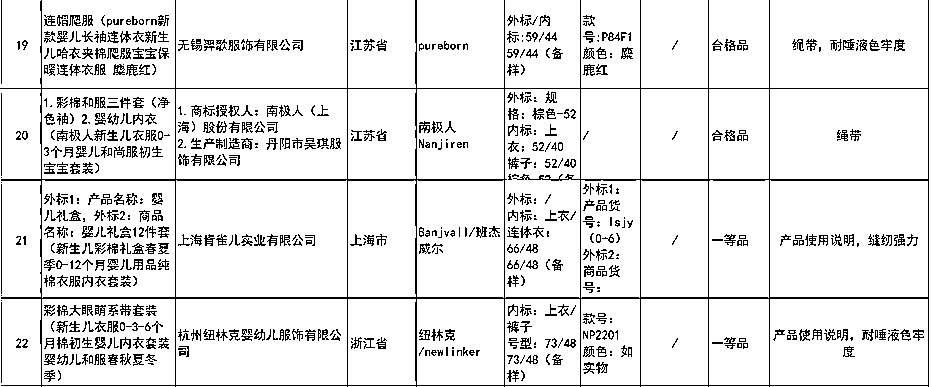 19
连帽爬服（pureborn新
款婴儿长袖连体衣新生
儿哈衣夹棉爬服宝宝保
暖连体衣服 麋鹿红）
无锡羿歌服饰有限公司
江苏省
pureborn
外标/内
标:59/44
59/44（备
样）
款
号:P84F1
颜色：麋
鹿红
/
合格品
绳带，耐唾液色牢度
20
1.彩棉和服三件套（净
色袖）2.婴幼儿内衣
（南极人新生儿衣服0-
3个月婴儿和尚服初生
宝宝套装）
1.商标授权人：南极人（上
海）股份有限公司
2.生产制造商：丹阳市昊琪服
饰有限公司
江苏省
南极人
Nanjiren
外标：规
格：棕色-52
内标：上
衣：52/40
裤子：52/40
棕色-52（备
/
/
合格品
绳带
21
外标1：产品名称：婴
儿礼盒，外标2：商品
名称：婴儿礼盒12件套
（新生儿彩棉礼盒春夏
季0-12个月婴儿用品纯
棉衣服内衣套装）
上海肯雀儿实业有限公司
上海市
Banjvall/班杰
威尔
外标：/
内标：上衣/
连体衣：
66/48
66/48（备
样）
外标1：
产品货
号：lsjy
（0-6）
外标2：
商品货
号：
/
一等品
产品使用说明，缝纫强力
22
彩棉大眼萌系带套装
（新生儿衣服0-3-6个
月棉初生婴儿内衣套装
婴幼儿和服春秋夏冬
季）
杭州纽林克婴幼儿服饰有限公
司
浙江省
纽林克
/newlinker
内标：上衣/
裤子
号型：73/48
73/48（备
样）
款号：
NP2201
颜色：如
实物
/
一等品
产品使用说明，耐唾液色牢
度